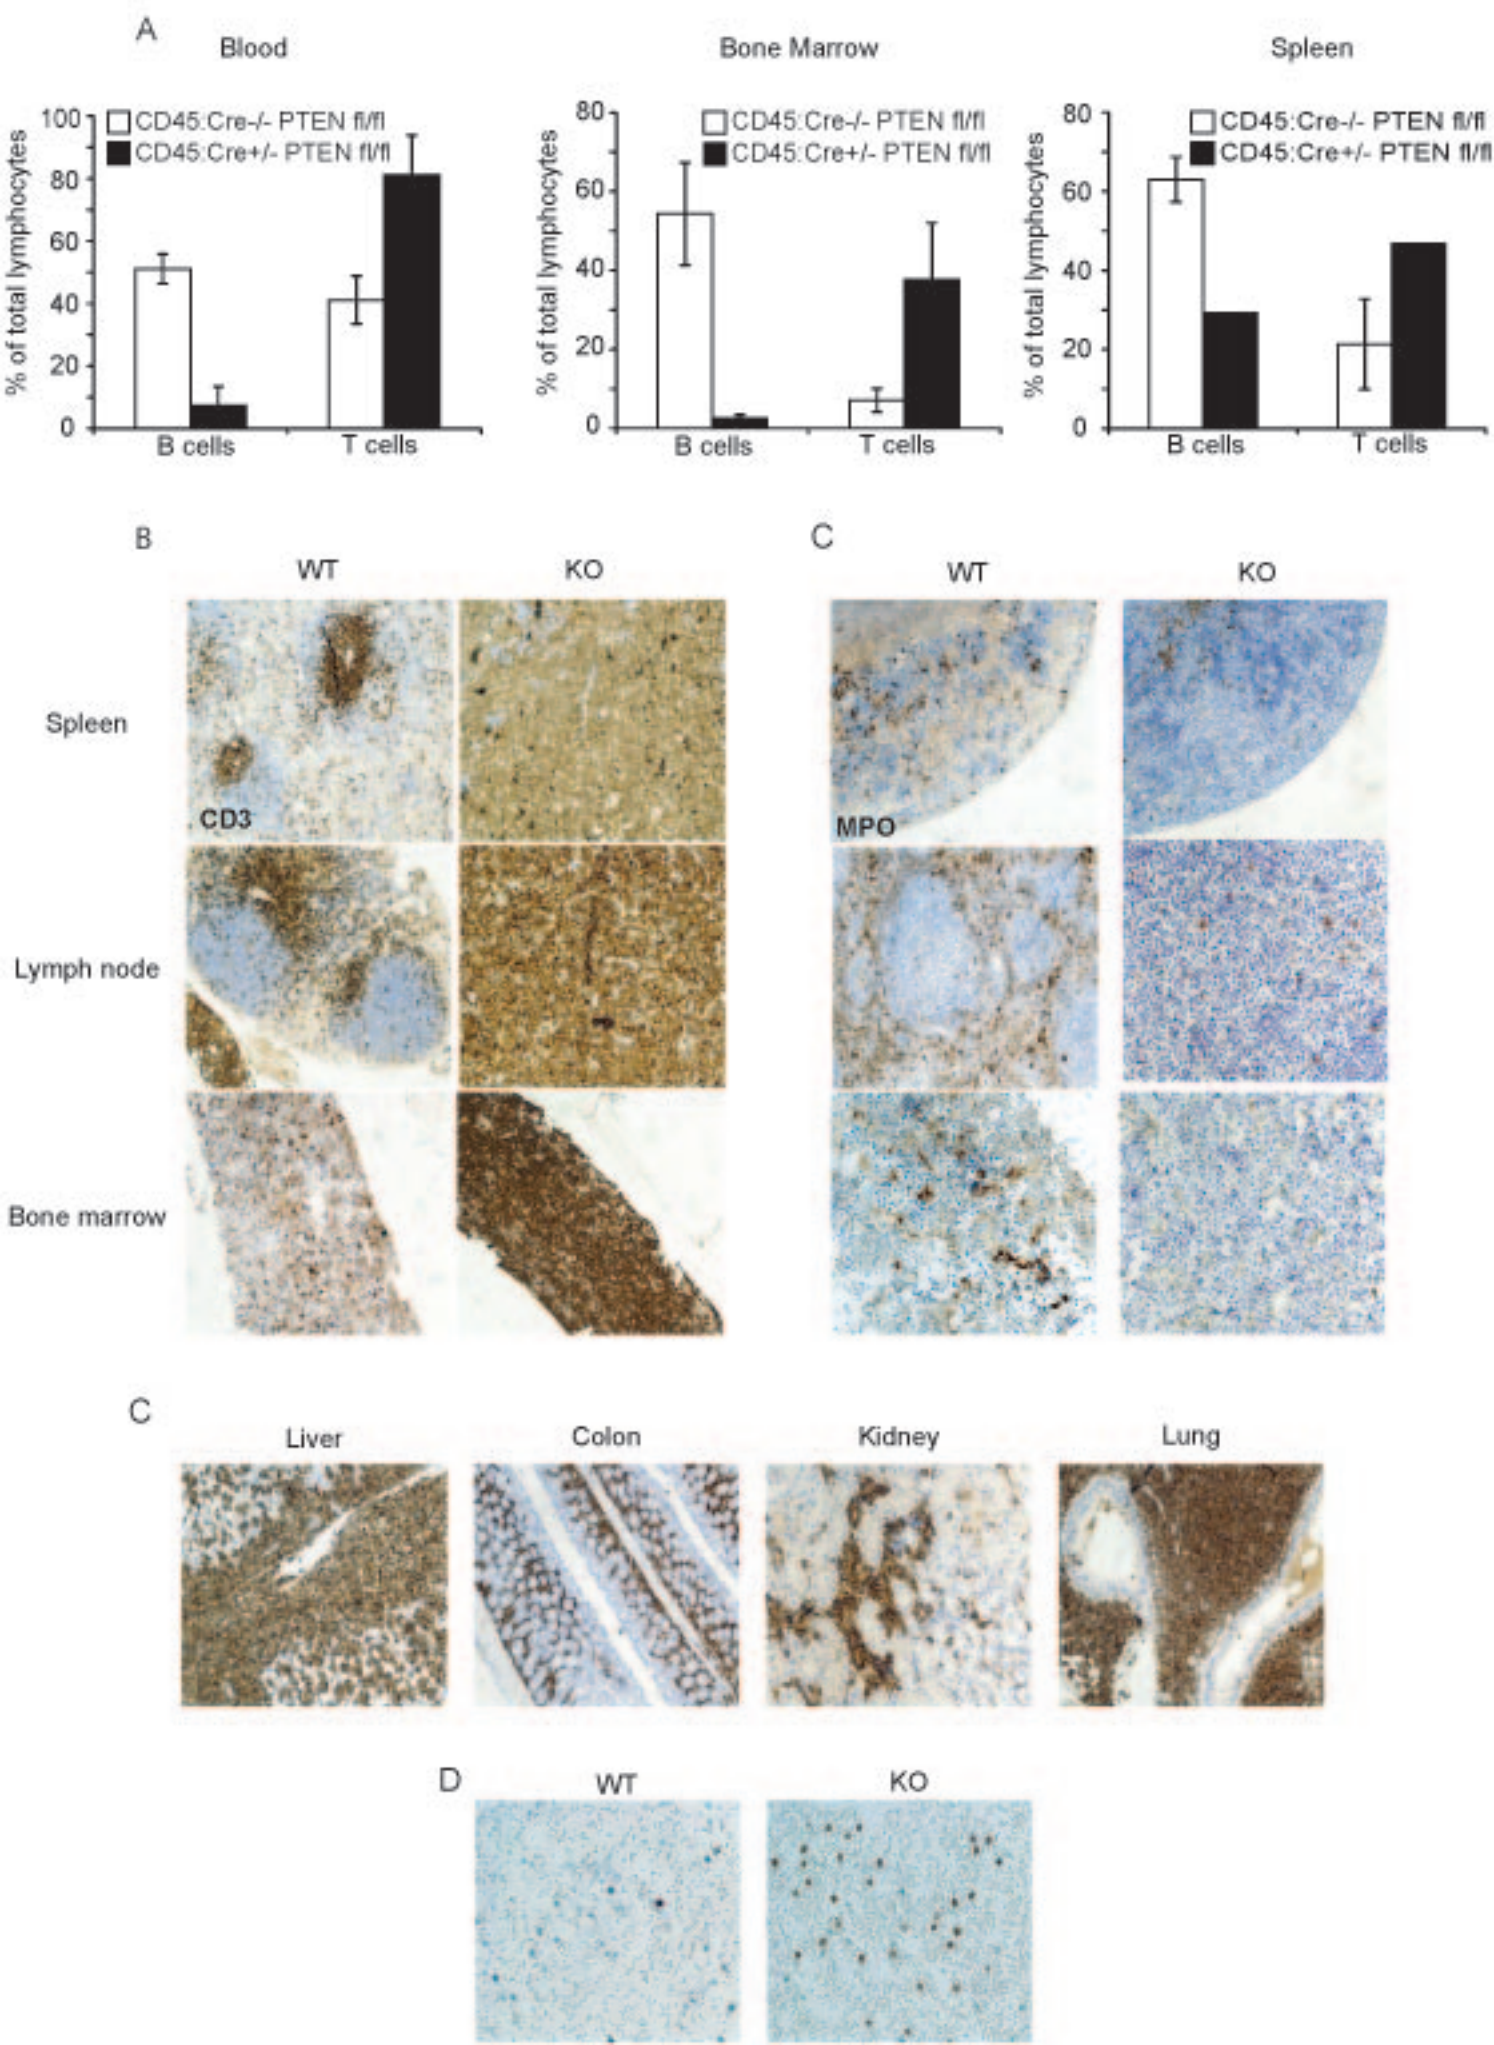 A
Blood
Bone Marrow
Spleen
% of total lymphocytes
100
80
60
40
20
0
CD45:Cre-/- PTEN fl/fl
CD45:Cre+/- PTEN fl/fl
B cells
T cells
% of total lymphocytes
80
60
40
20
0
CD45:Cre-/- PTEN fl/fl
CD45:Cre+/- PTEN fl/fl
B cells
T cells
% of total lymphocytes
80
60
40
20
0
CD45:Cre-/- PTEN fl/fl
CD45:Cre+/- PTEN fl/fl
B cells
T cells
B
WT
KO
Spleen
CD3
Lymph node
Bone marrow
C
WT
KO
MPO
C
Liver
Colon
Kidney
Lung
D
WT
KO